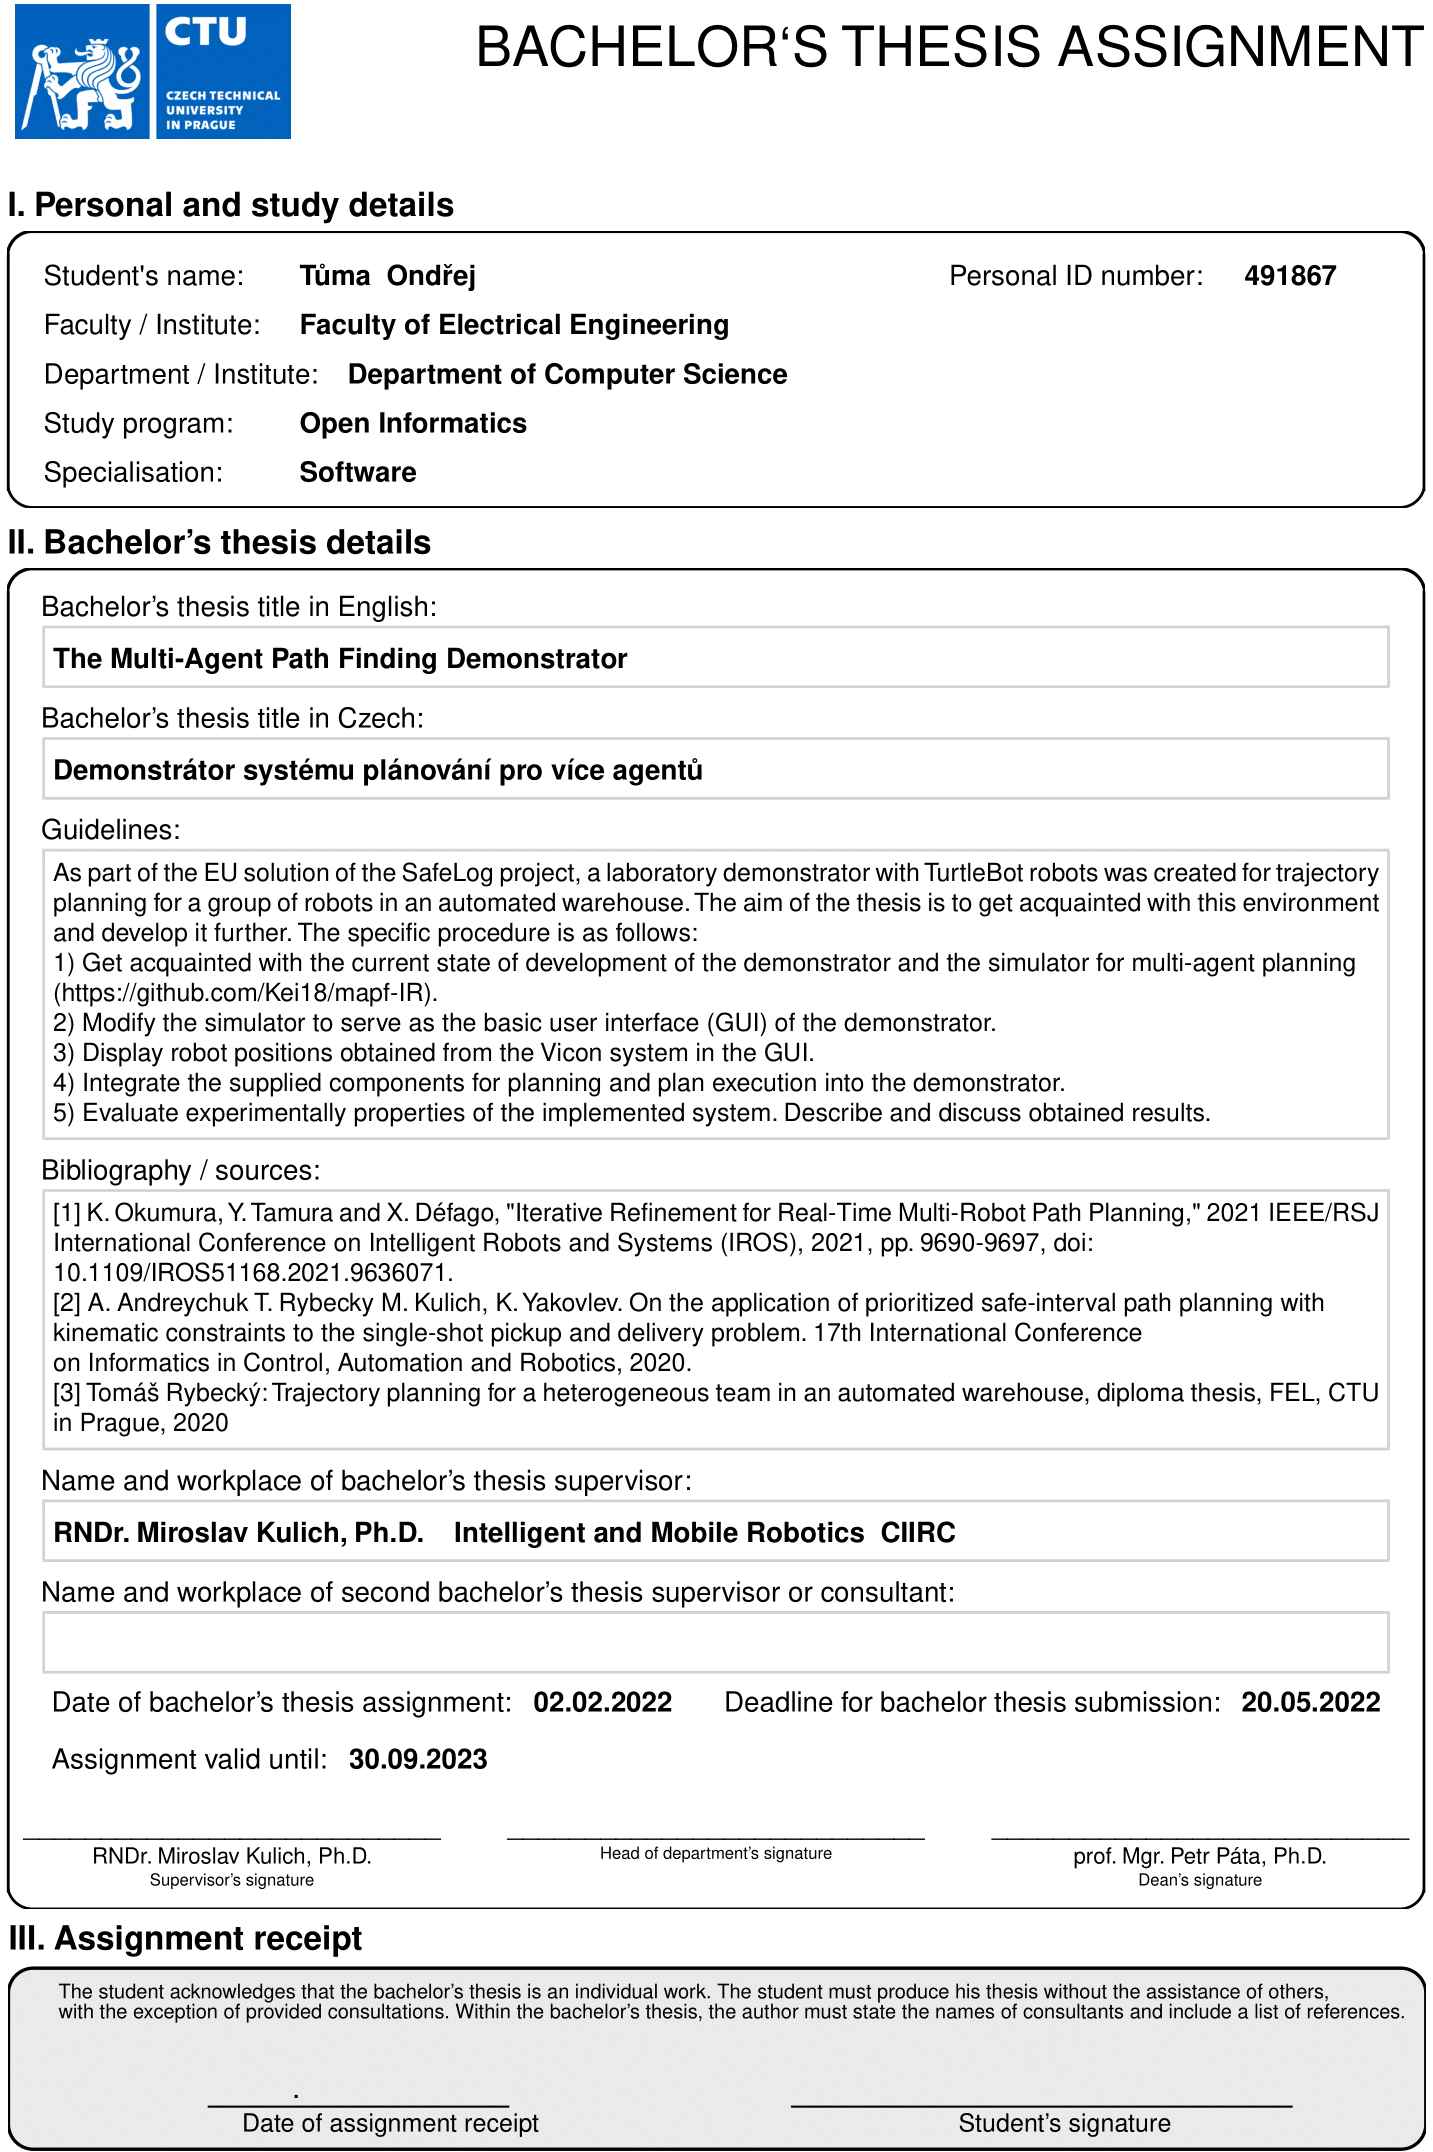 CTU
CZECH TECHNICAL
UNIVERSITY
IN PRAGUE
BACHELOR‘S THESIS ASSIGNMENT
I. Personal and study details
Student's name: Tůma Ondřej Personal ID number: 491867
Faculty / Institute: Faculty of Electrical Engineering
Department / Institute: Department of Computer Science
Study program: Open Informatics
Specialisation: Software
II. Bachelor’s thesis details
Bachelor’s thesis title in English:
The Multi-Agent Path Finding Demonstrator
Bachelor’s thesis title in Czech:
Demonstrátor systému plánování pro více agentů
Guidelines:
As part of the EU solution of the SafeLog project, a laboratory demonstrator with TurtleBot robots was created for trajectory
planning for a group of robots in an automated warehouse. The aim of the thesis is to get acquainted with this environment
and develop it further. The specific procedure is as follows:
1) Get acquainted with the current state of development of the demonstrator and the simulator for multi-agent planning
(https://github.com/Kei18/mapf-IR).
2) Modify the simulator to serve as the basic user interface (GUI) of the demonstrator.
3) Display robot positions obtained from the Vicon system in the GUI.
4) Integrate the supplied components for planning and plan execution into the demonstrator.
5) Evaluate experimentally properties of the implemented system. Describe and discuss obtained results.
Bibliography / sources:
[1] K. Okumura, Y. Tamura and X. Défago, "Iterative Refinement for Real-Time Multi-Robot Path Planning," 2021 IEEE/RSJ
International Conference on Intelligent Robots and Systems (IROS), 2021, pp. 9690-9697, doi:
10.1109/IROS51168.2021.9636071.
[2] A. Andreychuk T. Rybecky M. Kulich, K. Yakovlev. On the application of prioritized safe-interval path planning with
kinematic constraints to the single-shot pickup and delivery problem. 17th International Conference
on Informatics in Control, Automation and Robotics, 2020.
[3] Tomáš Rybecký: Trajectory planning for a heterogeneous team in an automated warehouse, diploma thesis, FEL, CTU
in Prague, 2020
Name and workplace of bachelor’s thesis supervisor:
RNDr. Miroslav Kulich, Ph.D. Intelligent and Mobile Robotics CIIRC
Name and workplace of second bachelor’s thesis supervisor or consultant:
Date of bachelor’s thesis assignment: 02.02.2022 Deadline for bachelor thesis submission: 20.05.2022
Assignment valid until: 30.09.2023
RNDr. Miroslav Kulich, Ph.D. Head of department’s signature prof. Mgr. Petr Páta, Ph.D.
Supervisor’s signature Dean’s signature
III. Assignment receipt
The student acknowledges that the bachelor’s thesis is an individual work. The student must produce his thesis without the assistance of others,
with the exception of provided consultations. Within the bachelor’s thesis, the author must state the names of consultants and include a list of references.
.
Date of assignment receipt Student’s signature